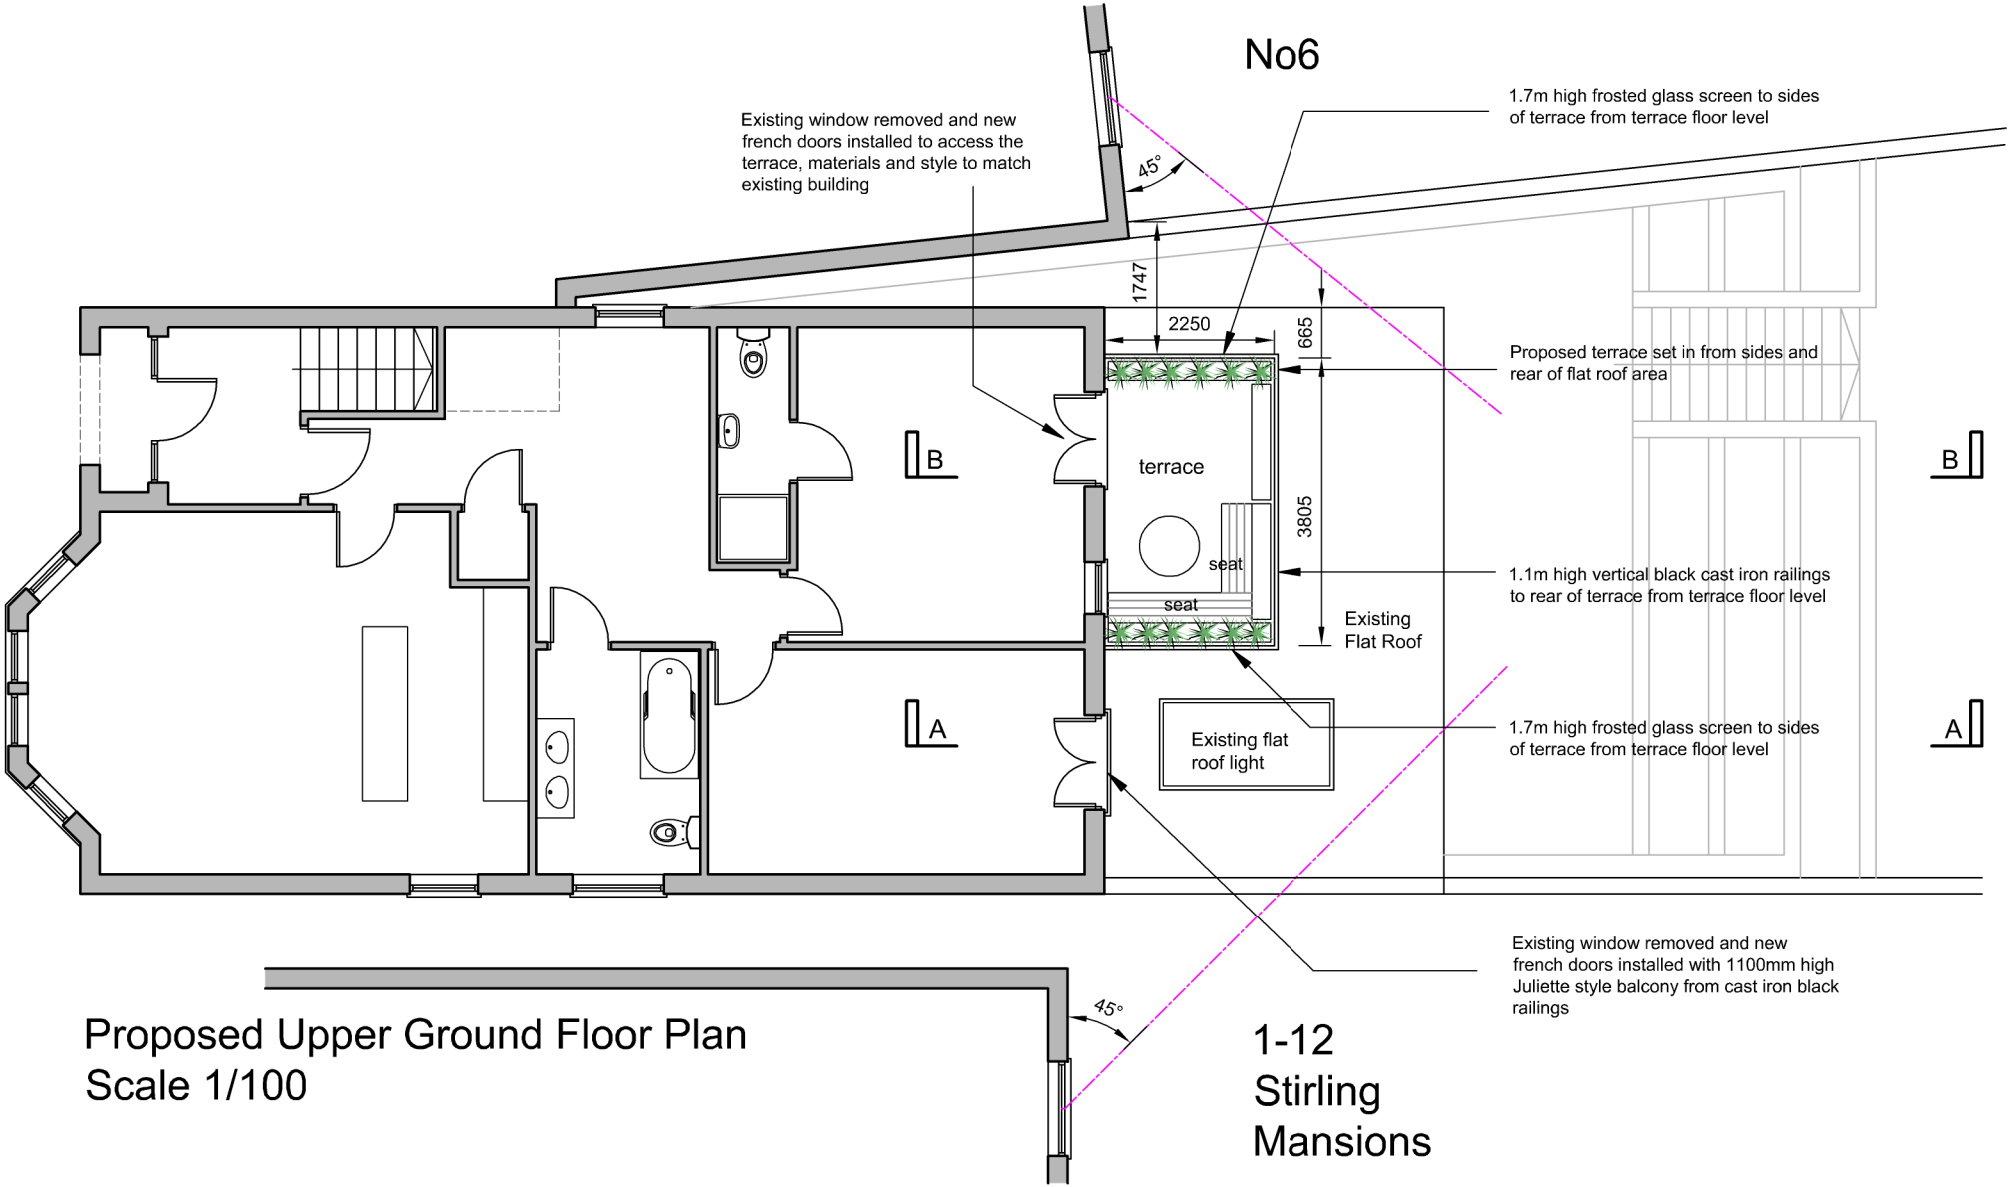 No6
1.7m high frosted glass screen to sides
of terrace from terrace floor level
Existing window removed and new
french doors installed to access the
terrace, materials and style to match
existing building
45°
1747
2250
665
Proposed terrace set in from sides and
rear of flat roof area
B
terrace
B
3805
seat
1.1m high vertical black cast iron railings
to rear of terrace from terrace floor level
seat
Existing
Flat Roof
A
Existing flat
roof light
1.7m high frosted glass screen to sides
of terrace from terrace floor level
A
Existing window removed and new
french doors installed with 1100mm high
Juliette style balcony from cast iron black
railings
45°
Proposed Upper Ground Floor Plan
Scale 1/100
1-12
Stirling
Mansions